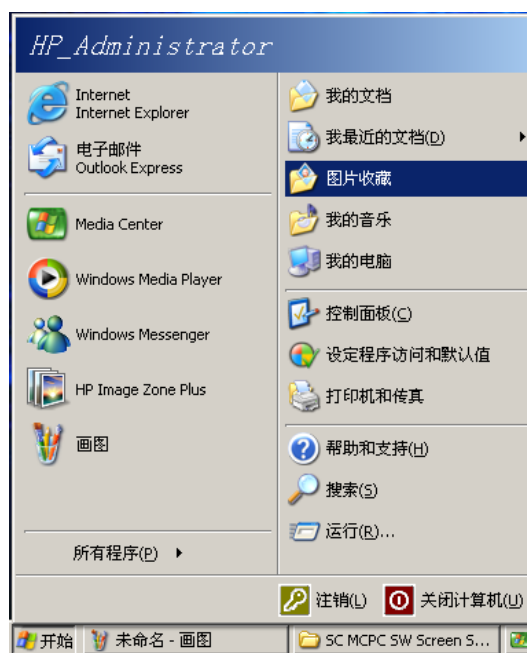 HP_Administrator
Internet
Internet Explorer
电子邮件
Outlook Express
Media Center
Windows Media Player
Windows Messenger
HP Image Zone Plus
画图
所有程序(P)
我的文档
我最近的文档(D)
图片收藏
我的音乐
我的电脑
控制面板(C)
设定程序访问和默认值
打印机和传真
帮助和支持(H)
搜索(S)
运行(R)...
注销(L)
关闭计算机(U)
开始
未命名 - 画图
SC MCPC SW Screen S...